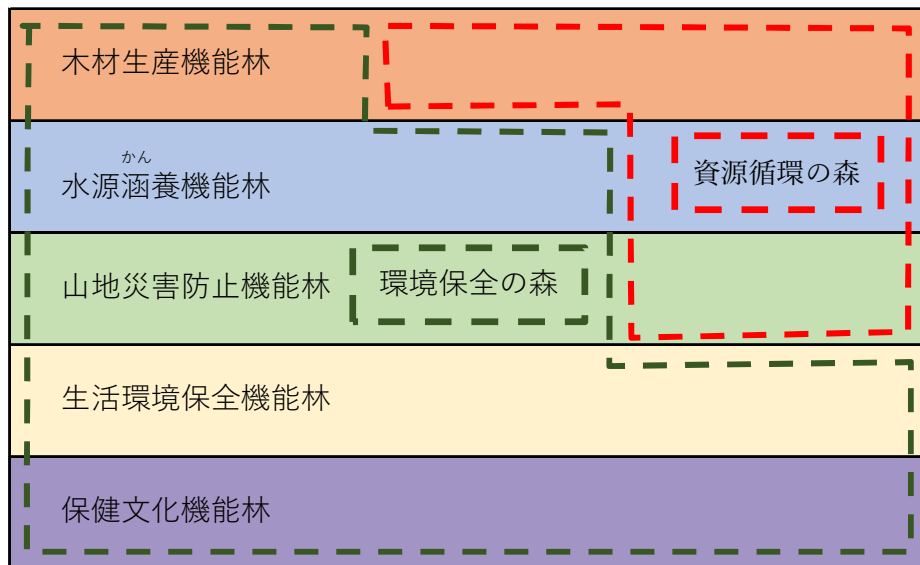 木材生産機能林
かん
水源涵養機能林
資源循環の森
山地災害防止機能林
環境保全の森
生活環境保全機能林
保健文化機能林